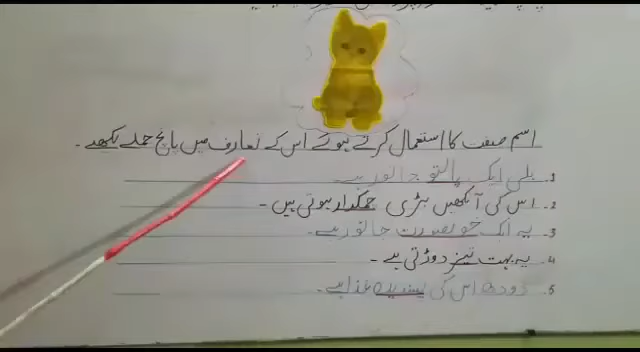 اسم صفت کا استعمال کرتے ہوئے اس کے تعارف میں پانچ جملے لکھیے۔
1. بلی ایک پالتو جانور ہے۔
2. اس کی آنکھیں بڑی چمکدار ہوتی ہیں۔
3. یہ ایک خوبصورت جانور ہے۔
4. یہ بہت تیز دوڑتی ہے۔
5. دودھ اس کی پسندیدہ غذا ہے۔